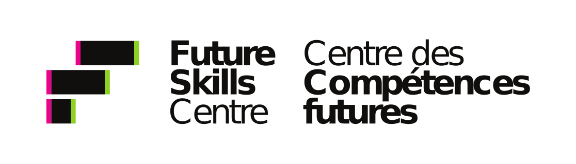 Future
Skills
Centre
Centre des
Compétences
futures